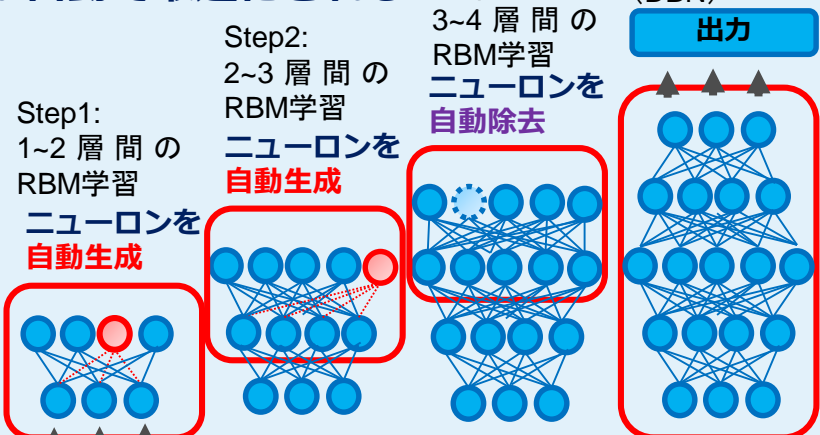 Step1:
1~2 層 間 の
RBM学習
ニューロンを
自動生成
Step2:
2~3 層 間 の
RBM学習
ニューロンを
自動生成
3~4 層 間 の
RBM学習
ニューロンを
自動除去
(DBN)
出力